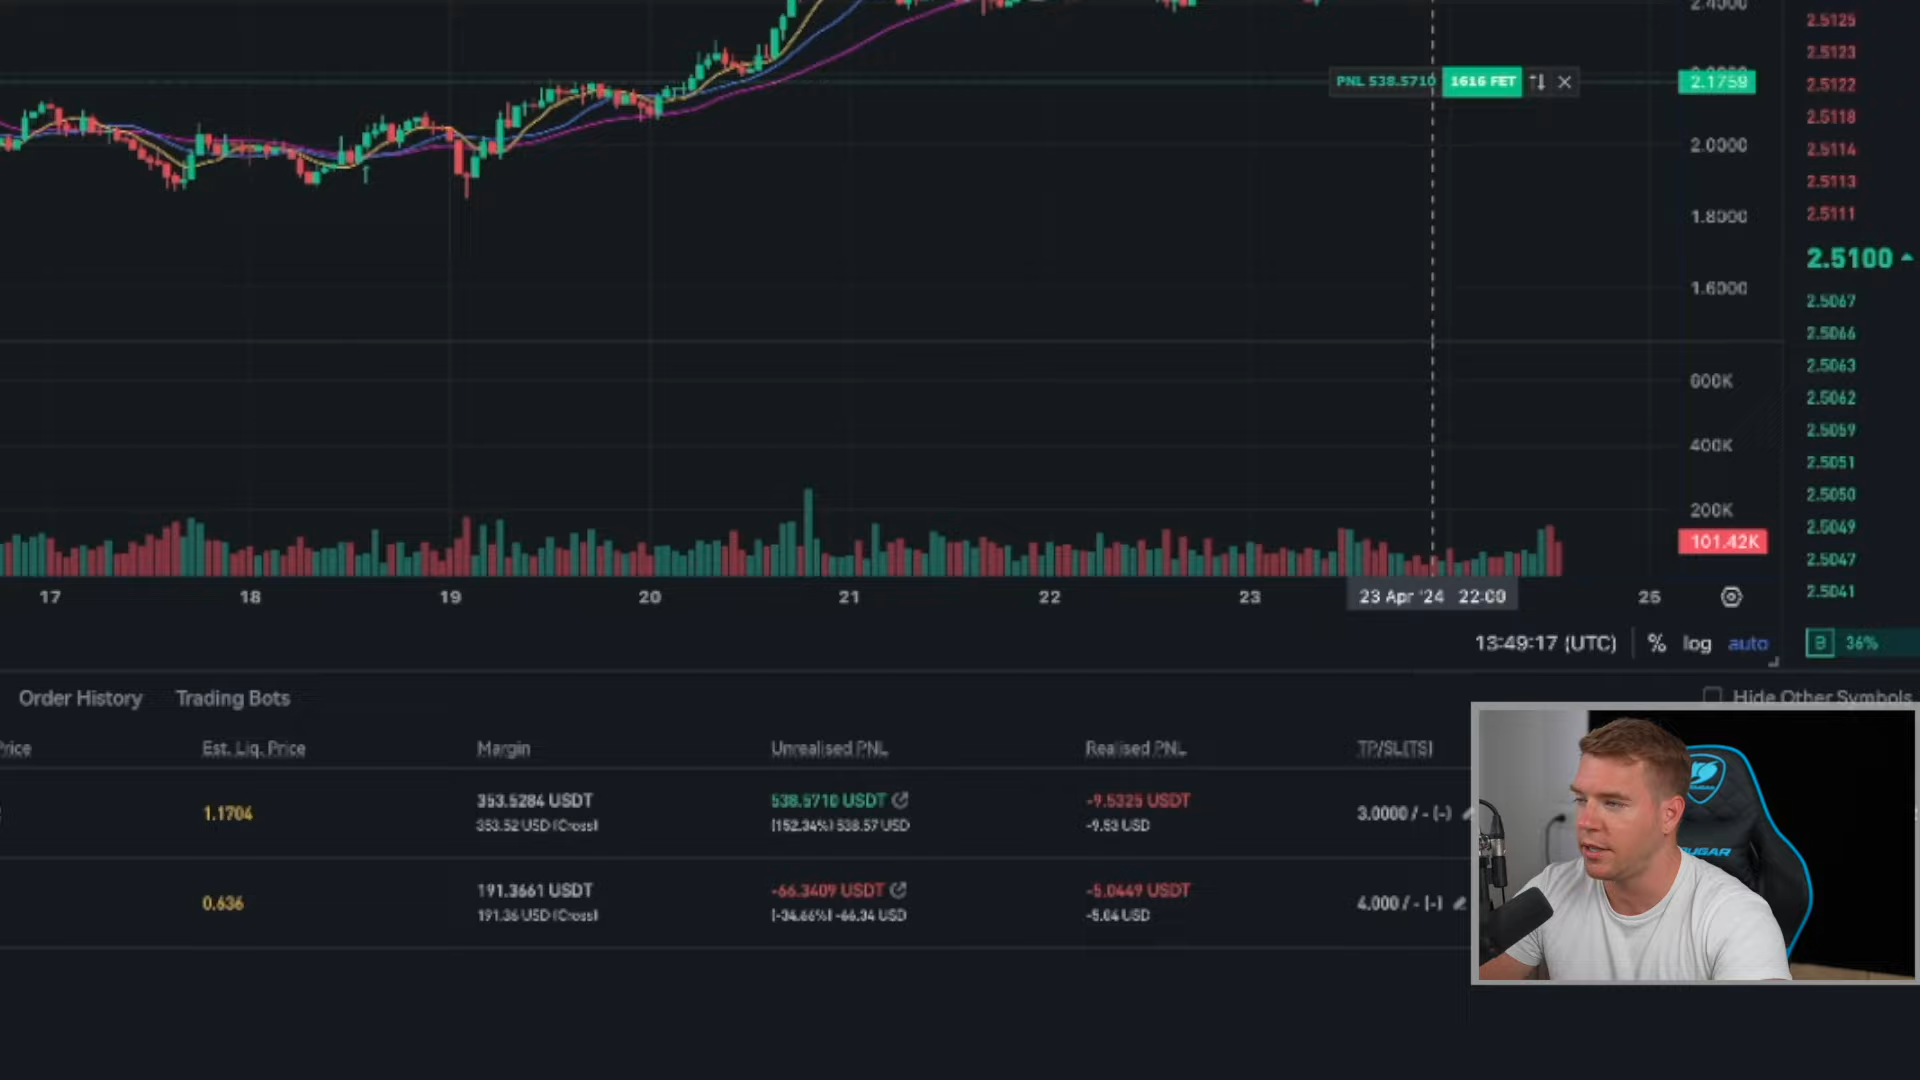 2.4000
2.5125
2.5123
PNL 538.5710 1616 FET
2.1758
2.5122
2.5118
2.0000
2.5114
2.5113
1.8000
2.5111
2.5100
1.6000
2.5067
2.5066
2.5063
600K
2.5062
2.5059
400K
2.5051
2.5050
200K
2.5049
101.42K
2.5047
2.5041
17 18 19 20 21 22 23 23 Apr '24 22:00 25
13:49:17 (UTC) % log auto
B 36%
Order History Trading Bots
Hide Other Symbols
Price Est. Liq. Price Margin Unrealised PNL Realised PNL TP/SL(TS)
1.1704
353.5284 USDT 538.5710 USDT -9.5325 USDT
3.0000 / - (-)
353.52 USD (Cross) (152.34%) 538.57 USD -9.53 USD
0.636
191.3661 USDT -66.3409 USDT -5.0449 USDT
4.000 / - (-)
191.36 USD (Cross) (-34.66%) -66.34 USD -5.04 USD